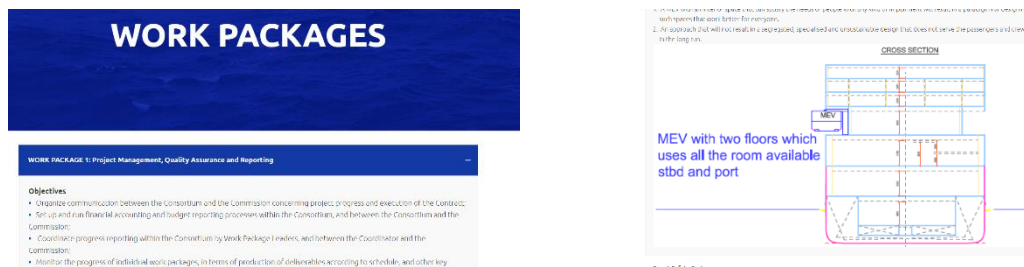 WORK PACKAGES
WORK PACKAGE 1: Project Management, Quality Assurance and Reporting
Objectives
• Organize communication between the Consortium and the Commission concerning project progress and execution of the Contract;
• Set up and run financial accounting and budget reporting processes within the Consortium, and between the Consortium and the
Commission;
• Coordinate progress reporting within the Consortium by Work Package Leaders, and between the Coordinator and the
Commission;
• Monitor the progress of individual work packages, in terms of production of deliverables according to schedule, and other key
such spaces that work better for everyone.
2. An approach that will not result in a segregated, specialised and unsustainable design that does not serve the passengers and crew
in the long run.
CROSS SECTION
MEV
MEV with two floors which
uses all the room available
stbd and port